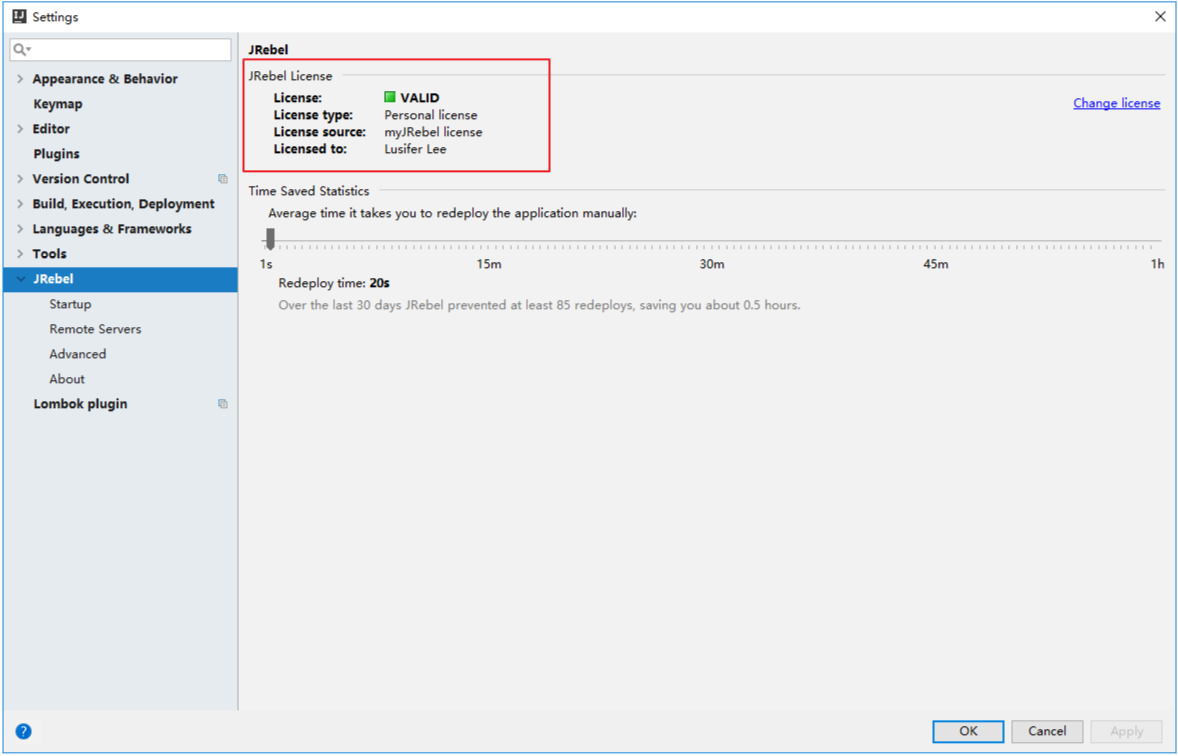 Settings
Appearance & Behavior
Keymap
Editor
Plugins
Version Control
Build, Execution, Deployment
Languages & Frameworks
Tools
JRebel
Startup
Remote Servers
Advanced
About
Lombok plugin
JRebel
JRebel License
License: VALID
License type: Personal license
License source: myJRebel license
Licensed to: Lusifer Lee
Change license
Time Saved Statistics
Average time it takes you to redeploy the application manually:
1s 15m 30m 45m 1h
Redeploy time: 20s
Over the last 30 days JRebel prevented at least 85 redeploys, saving you about 0.5 hours.
?
OK Cancel Apply